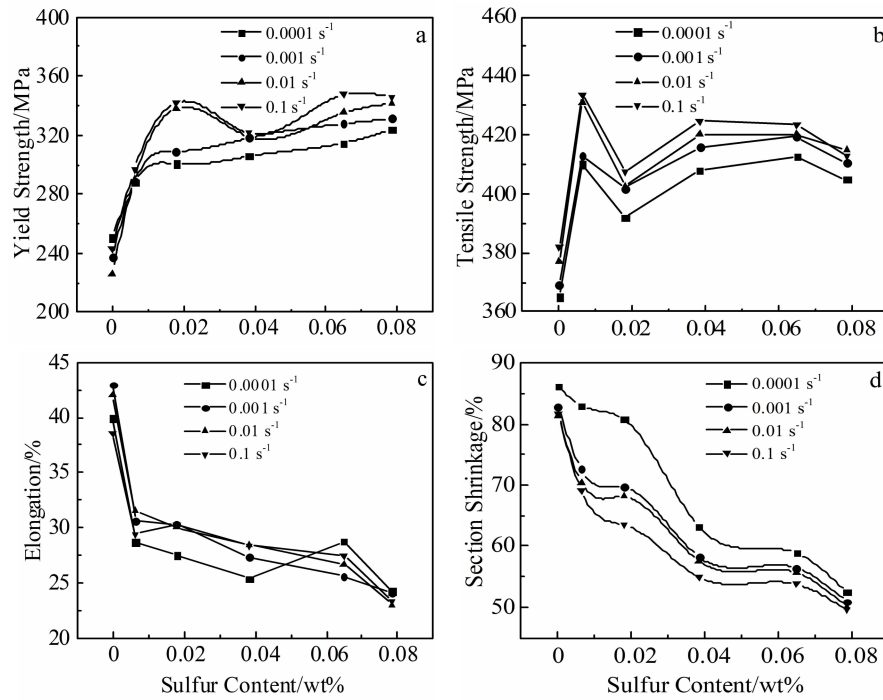 a
400
360
320
280
240
200
0 0.02 0.04 0.06 0.08
Yield Strength/MPa
0.0001 s⁻¹
0.001 s⁻¹
0.01 s⁻¹
0.1 s⁻¹
b
460
440
420
400
380
360
0 0.02 0.04 0.06 0.08
Tensile Strength/MPa
0.0001 s⁻¹
0.001 s⁻¹
0.01 s⁻¹
0.1 s⁻¹
c
45
40
35
30
25
20
0 0.02 0.04 0.06 0.08
Elongation/%
Sulfur Content/wt%
0.0001 s⁻¹
0.001 s⁻¹
0.01 s⁻¹
0.1 s⁻¹
d
90
80
70
60
50
0 0.02 0.04 0.06 0.08
Section Shrinkage/%
Sulfur Content/wt%
0.0001 s⁻¹
0.001 s⁻¹
0.01 s⁻¹
0.1 s⁻¹